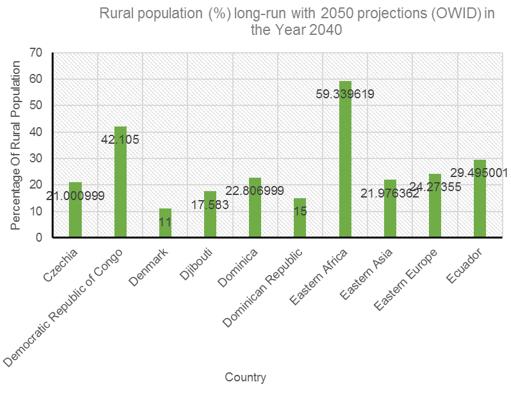 Rural population (%) long-run with 2050 projections (OWID) in
the Year 2040
Percentage Of Rural Population
70
60
50
40
30
20
10
0
21.000999
42.105
11
17.583
22.806999
15
59.339619
21.976362
24.27355
29.495001
Czechia
Democratic Republic of Congo
Denmark
Djibouti
Dominica
Dominican Republic
Eastern Africa
Eastern Asia
Eastern Europe
Ecuador
Country